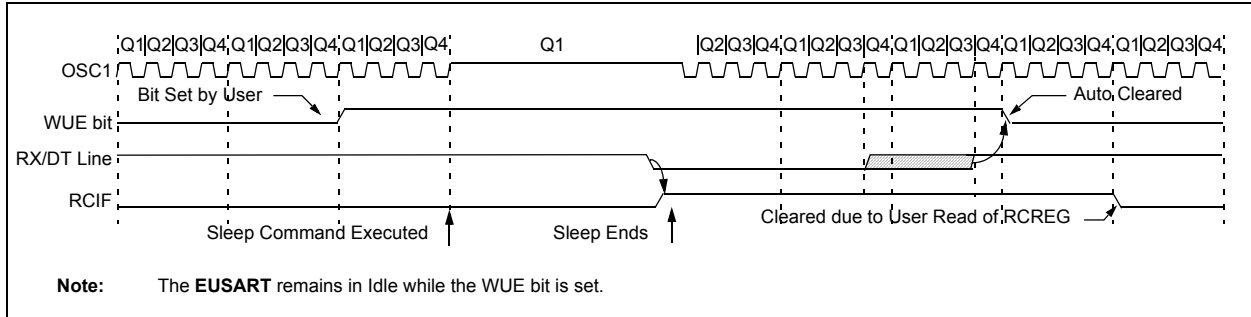 Q1|Q2|Q3|Q4|Q1|Q2|Q3|Q4|Q1|Q2|Q3|Q4 Q1 Q2|Q3|Q4|Q1|Q2|Q3|Q4|Q1|Q2|Q3|Q4|Q1|Q2|Q3|Q4|Q1|Q2|Q3|Q4
OSC1
Bit Set by User Auto Cleared
WUE bit
RX/DT Line
RCIF
Cleared due to User Read of RCREG
Sleep Command Executed Sleep Ends
Note: The EUSART remains in Idle while the WUE bit is set.